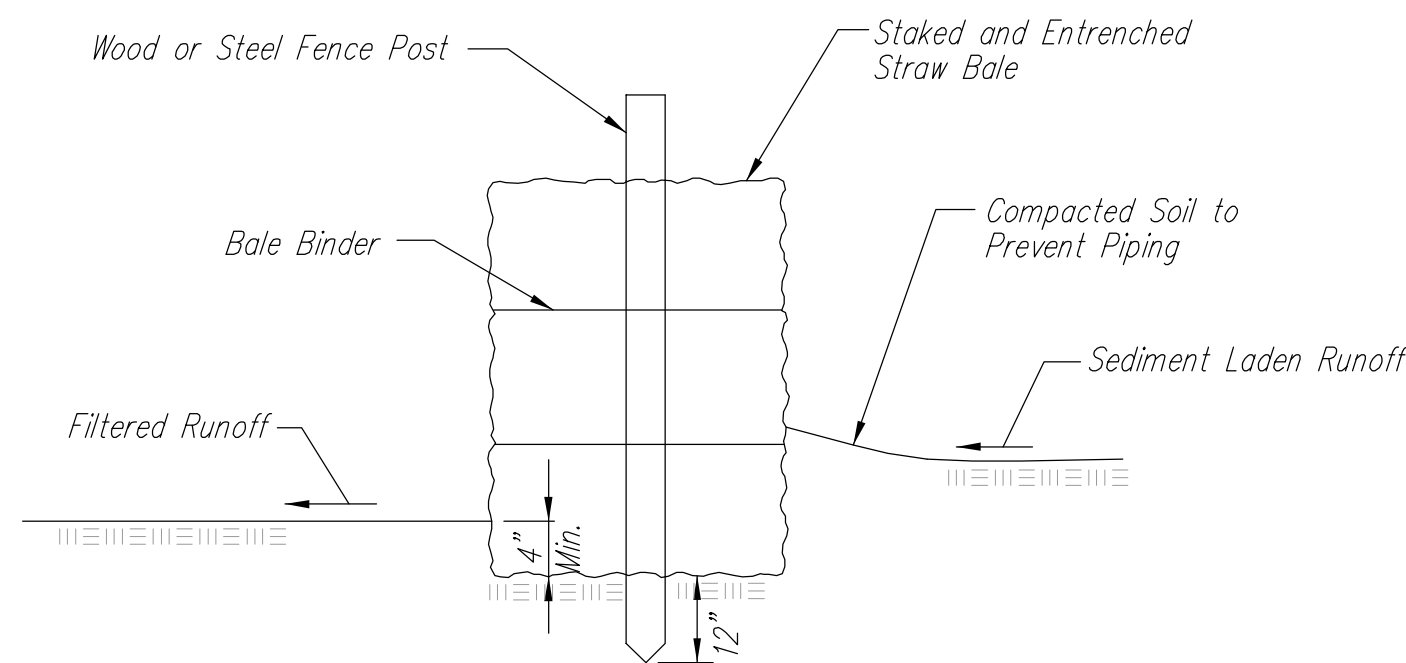 Wood or Steel Fence Post
Staked and Entrenched
Straw Bale
Bale Binder
Compacted Soil to
Prevent Piping
Sediment Laden Runoff
Filtered Runoff
4”
Min.
12”